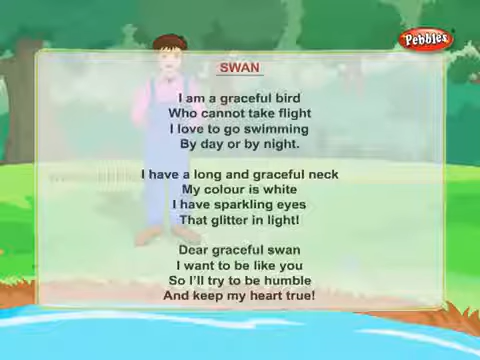 Pebbles
SWAN
I am a graceful bird
Who cannot take flight
I love to go swimming
By day or by night.
I have a long and graceful neck
My colour is white
I have sparkling eyes
That glitter in light!
Dear graceful swan
I want to be like you
So I'll try to be humble
And keep my heart true!